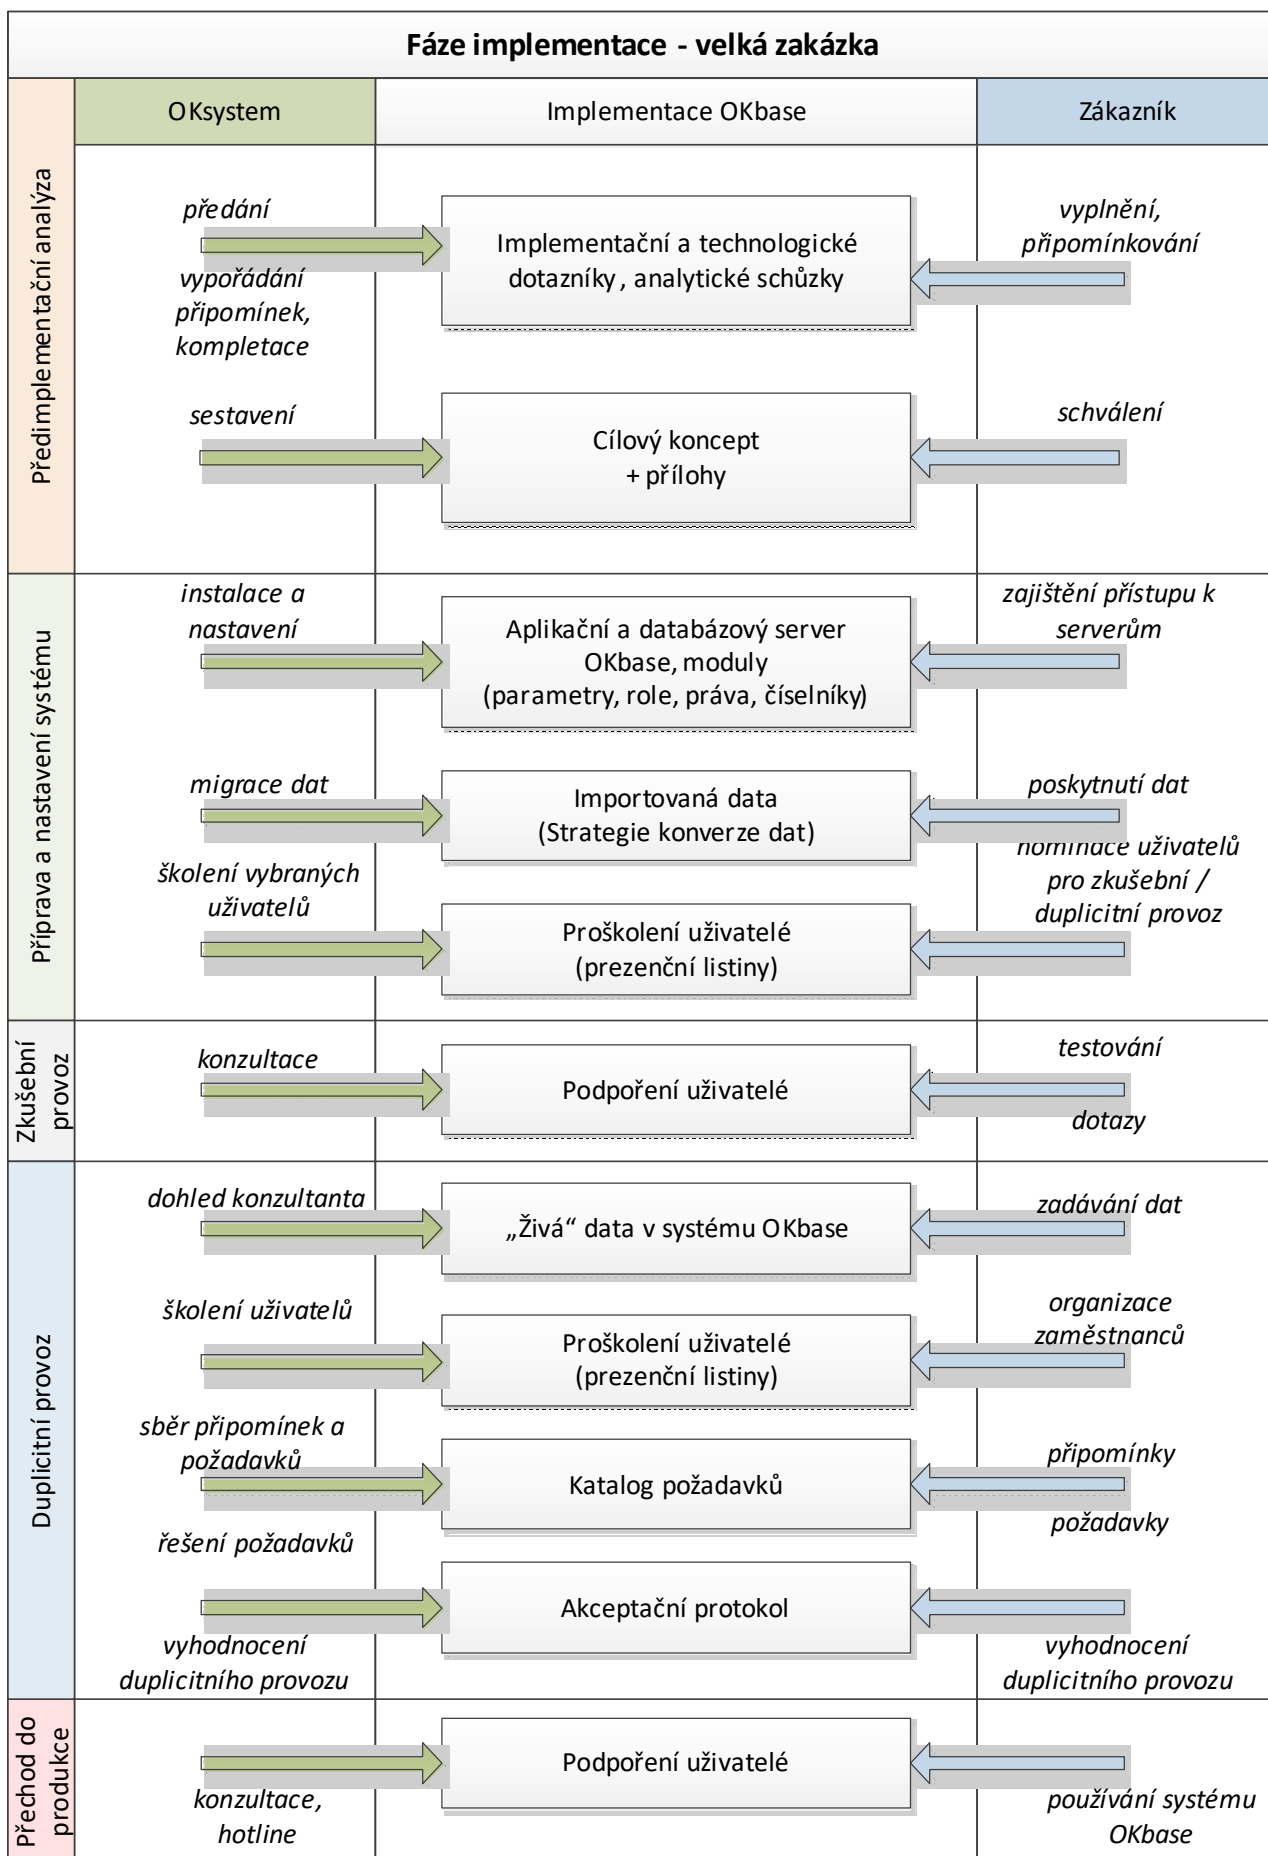 Fáze implementace - velká zakázka
OKsystem
Implementace OKbase
Zákazník
Předimplementační analýza
předání
vypořádání
připomínek,
kompletace
Implementační a technologické
dotazníky, analytické schůzky
vyplnění,
připomínkování
sestavení
Cílový koncept
+ přílohy
schválení
Příprava a nastavení systému
instalace a
nastavení
Aplikační a databázový server
OKbase, moduly
(parametry, role, práva, číselníky)
zajištění přístupu k
serverům
migrace dat
Importovaná data
(Strategie konverze dat)
poskytnutí dat
školení vybraných
uživatelů
Proškolení uživatelé
(prezenční listiny)
nominace uživatelů
pro zkušební /
duplicitní provoz
Zkušební
provoz
konzultace
Podpoření uživatelé
testování
dotazy
Duplicitní provoz
dohled konzultanta
„Živá“ data v systému OKbase
zadávání dat
školení uživatelů
Proškolení uživatelé
(prezenční listiny)
organizace
zaměstnanců
sběr připomínek a
požadavků
Katalog požadavků
připomínky
požadavky
řešení požadavků
Akceptační protokol
vyhodnocení
duplicitního provozu
vyhodnocení
duplicitního provozu
Přechod do
produkce
Podpoření uživatelé
konzultace,
hotline
používání systému
OKbase